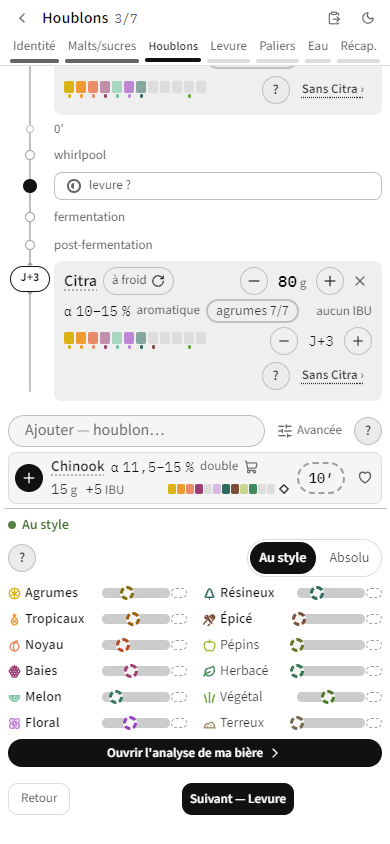 Houblons 3/7
Identité Malts/sucres Houblons Levure Paliers Eau Récap.
? Sans Citra ›
0′
whirlpool
levure ?
fermentation
post-fermentation
J+3
Citra à froid − 80 g + ×
α 10–15 % aromatique agrumes 7/7 aucun IBU
− J+3 +
? Sans Citra ›
Ajouter — houblon… Avancée ?
+ Chinook α 11,5–15 % double
15 g +5 IBU 10′
Au style
? Au style Absolu
Agrumes Résineux
Tropicaux Épicé
Noyau Pépins
Baies Herbacé
Melon Végétal
Floral Terreux
Ouvrir l'analyse de ma bière >
Retour Suivant — Levure